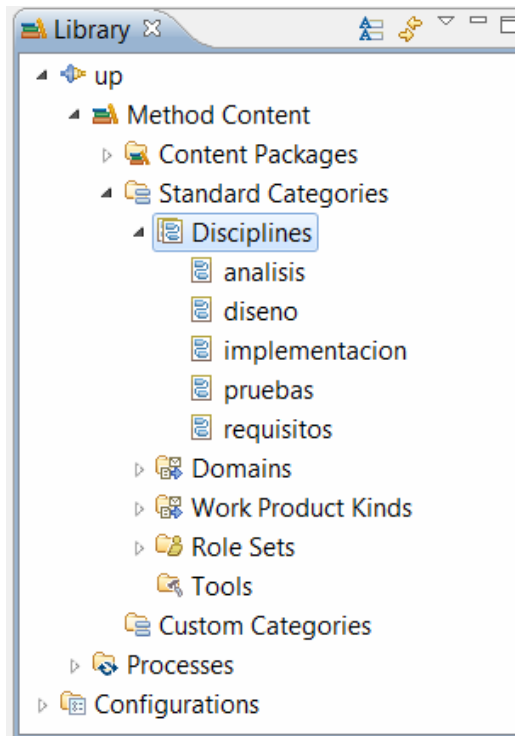 Library
up
Method Content
Content Packages
Standard Categories
Disciplines
analisis
diseno
implementacion
pruebas
requisitos
Domains
Work Product Kinds
Role Sets
Tools
Custom Categories
Processes
Configurations